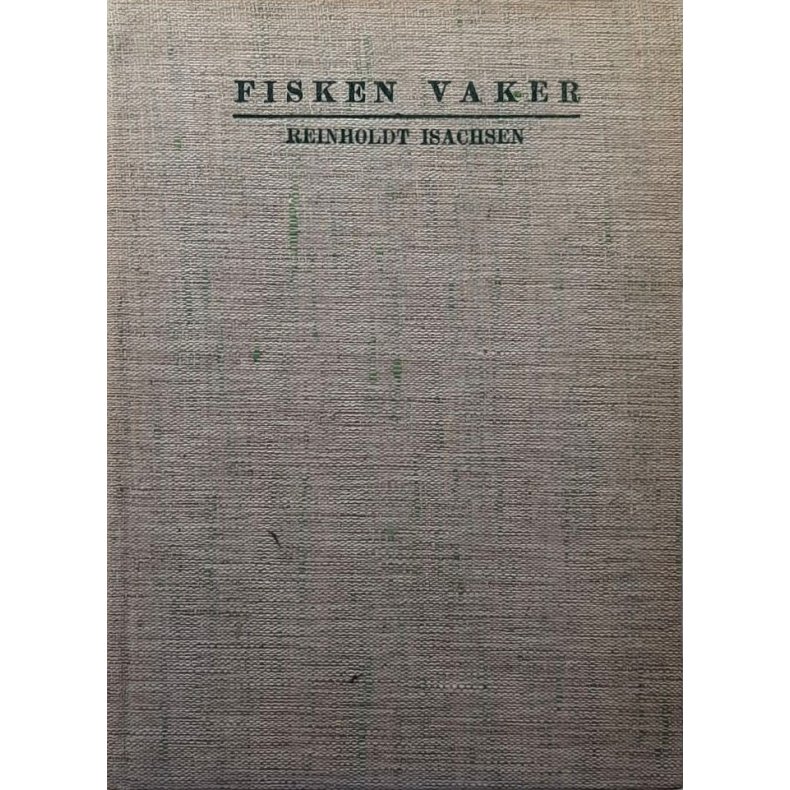 FISKEN VAKER
REINHOLDT ISACHSEN